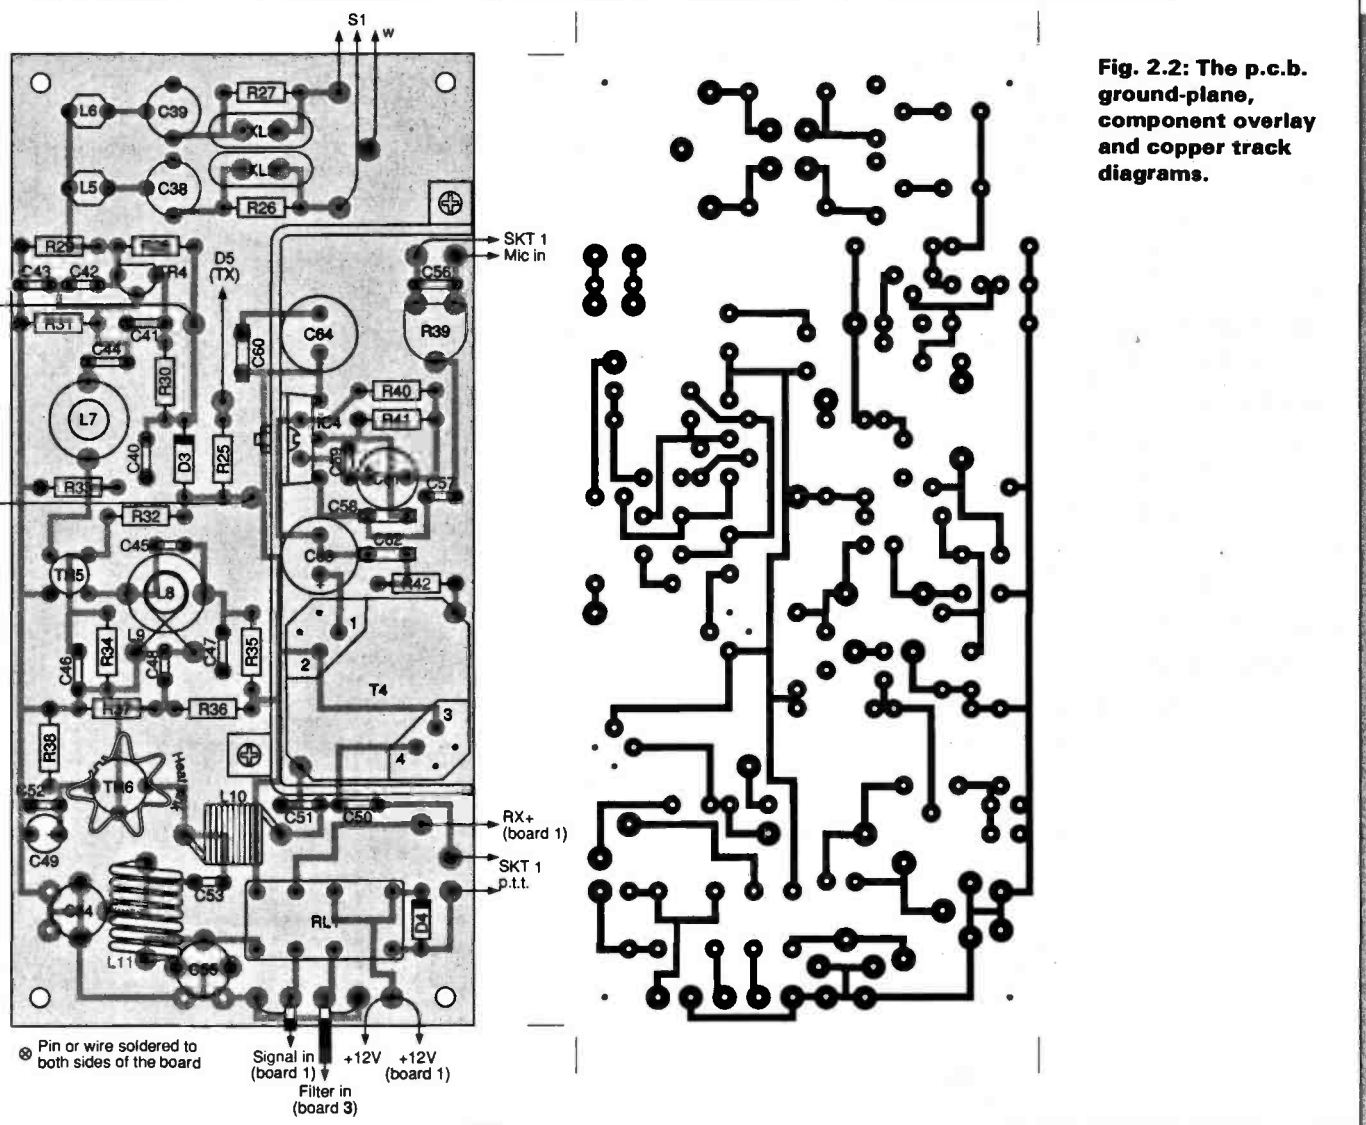 S1
w
Fig. 2.2: The p.c.b.
ground-plane,
component overlay
and copper track
diagrams.
L6
C39
R27
XL
L5
C38
XL
R26
SKT 1
Mic in
R29
D5
(TX)
C43
C42
TR4
C56
R31
C41
C60
C64
R39
C44
R30
R40
L7
IC4
R41
C40
D3
R25
C59
C57
R33
C58
R32
C45
C63
C62
TR5
L8
R42
L9
1
C46
R34
C48
C47
R35
2
T4
R37
R36
3
R38
4
TR6
Heatsink
C52
L10
C51
C50
RX+
(board 1)
C49
SKT 1
p.t.t.
C53
C54
RL1
D4
L11
C55
Pin or wire soldered to
both sides of the board
Signal in
(board 1)
+12V
+12V
(board 1)
Filter in
(board 3)